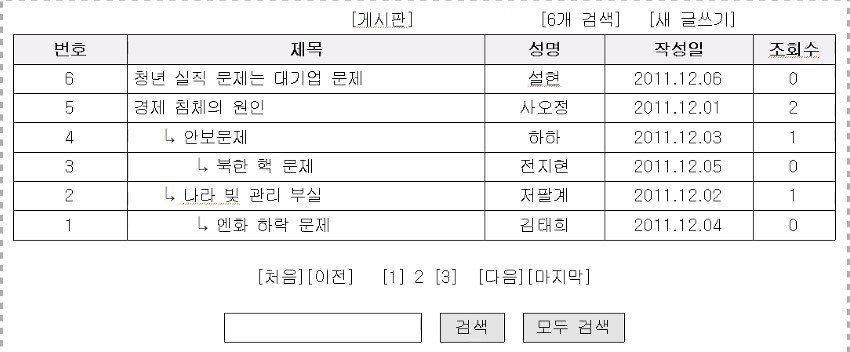 [게시판] [6개 검색] [새 글쓰기]
번호 제목 성명 작성일 조회수
6 청년 실직 문제는 대기업 문제 설현 2011.12.06 0
5 경제 침체의 원인 사오정 2011.12.01 2
4 ↳ 안보문제 하하 2011.12.03 1
3 ↳ 북한 핵 문제 전지현 2011.12.05 0
2 ↳ 나라 빚 관리 부실 저팔계 2011.12.02 1
1 ↳ 엔화 하락 문제 김태희 2011.12.04 0
[처음][이전] [1] 2 [3] [다음][마지막]
검색 모두 검색